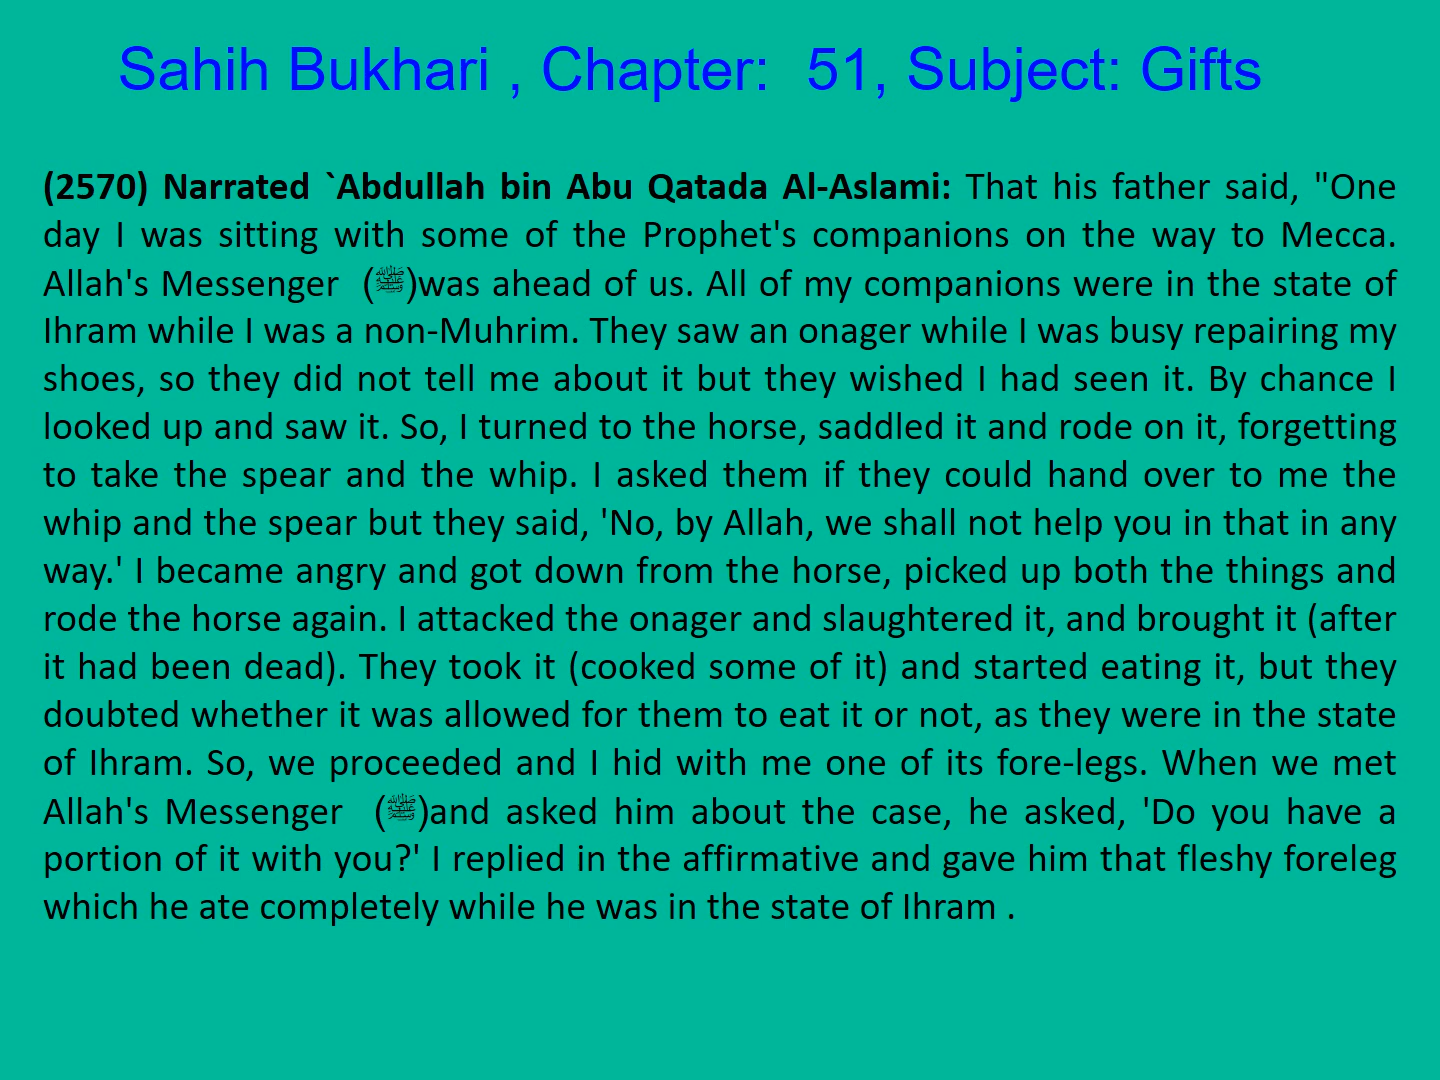 Sahih Bukhari , Chapter:  51, Subject: Gifts
(2570) Narrated `Abdullah bin Abu Qatada Al-Aslami: That his father said, "One
day I was sitting with some of the Prophet's companions on the way to Mecca.
Allah's Messenger  (ﷺ)was ahead of us. All of my companions were in the state of
Ihram while I was a non-Muhrim. They saw an onager while I was busy repairing my
shoes, so they did not tell me about it but they wished I had seen it. By chance I
looked up and saw it. So, I turned to the horse, saddled it and rode on it, forgetting
to take the spear and the whip. I asked them if they could hand over to me the
whip and the spear but they said, 'No, by Allah, we shall not help you in that in any
way.' I became angry and got down from the horse, picked up both the things and
rode the horse again. I attacked the onager and slaughtered it, and brought it (after
it had been dead). They took it (cooked some of it) and started eating it, but they
doubted whether it was allowed for them to eat it or not, as they were in the state
of Ihram. So, we proceeded and I hid with me one of its fore-legs. When we met
Allah's Messenger  (ﷺ)and asked him about the case, he asked, 'Do you have a
portion of it with you?' I replied in the affirmative and gave him that fleshy foreleg
which he ate completely while he was in the state of Ihram .